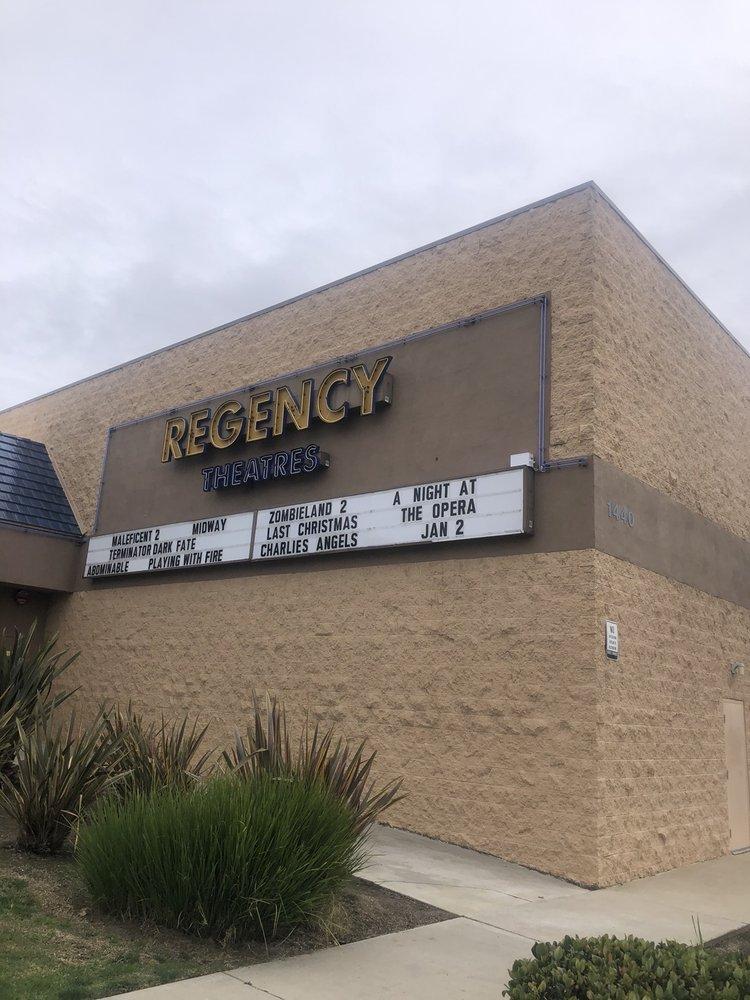 REGENCY
THEATRES
MALEFICENT 2 MIDWAY
TERMINATOR DARK FATE
ABOMINABLE PLAYING WITH FIRE
ZOMBIELAND 2
LAST CHRISTMAS
CHARLIES ANGELS
A NIGHT AT
THE OPERA
JAN 2
1440
NO